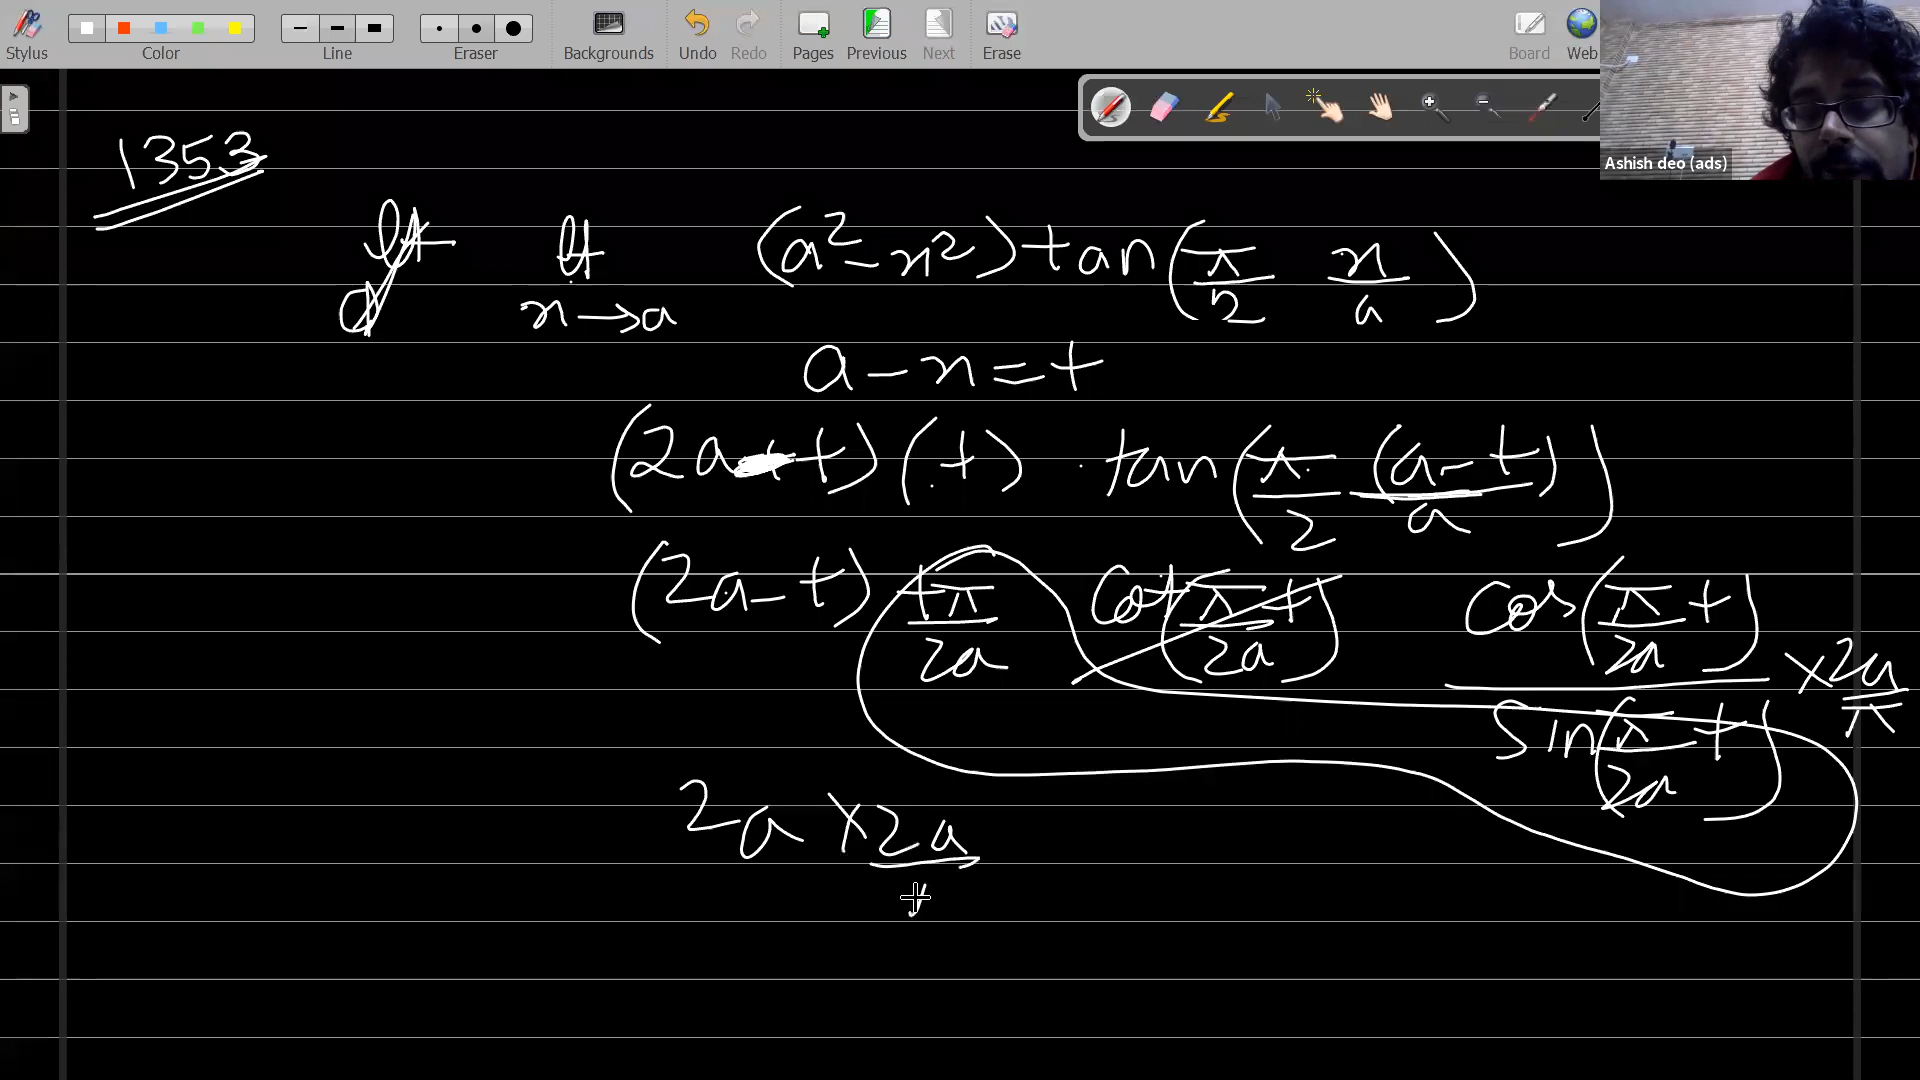 Stylus Color Line Eraser Backgrounds Undo Redo Pages Previous Next Erase Board Web
Ashish deo (ads)
1353
lt x→a (a²-x²) tan(π/2 x/a)
a-x=t
(2a-t)(t) . tan(π/2 (a-t)/a)
(2a-t) tπ/2a cot(π/2a t) cos(π/2a t)/sin(π/2a t) ×2a/π
2a × 2a